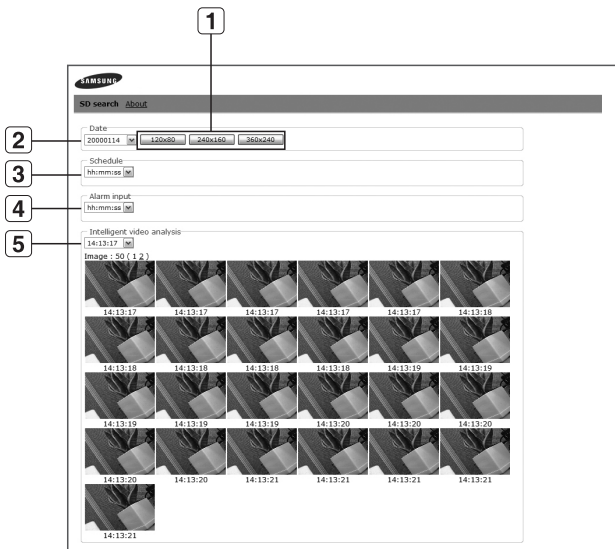 1
SAMSUNG
SD search About
Date
2 20000114 120x80 240x160 360x240
Schedule
3 hh:mm:ss
Alarm input
4 hh:mm:ss
Intelligent video analysis
5 14:13:17
Image : 50 ( 1 2 )
14:13:17 14:13:17 14:13:17 14:13:17 14:13:17 14:13:18
14:13:18 14:13:18 14:13:18 14:13:18 14:13:19 14:13:19
14:13:19 14:13:19 14:13:19 14:13:20 14:13:20 14:13:20
14:13:20 14:13:20 14:13:21 14:13:21 14:13:21 14:13:21
14:13:21